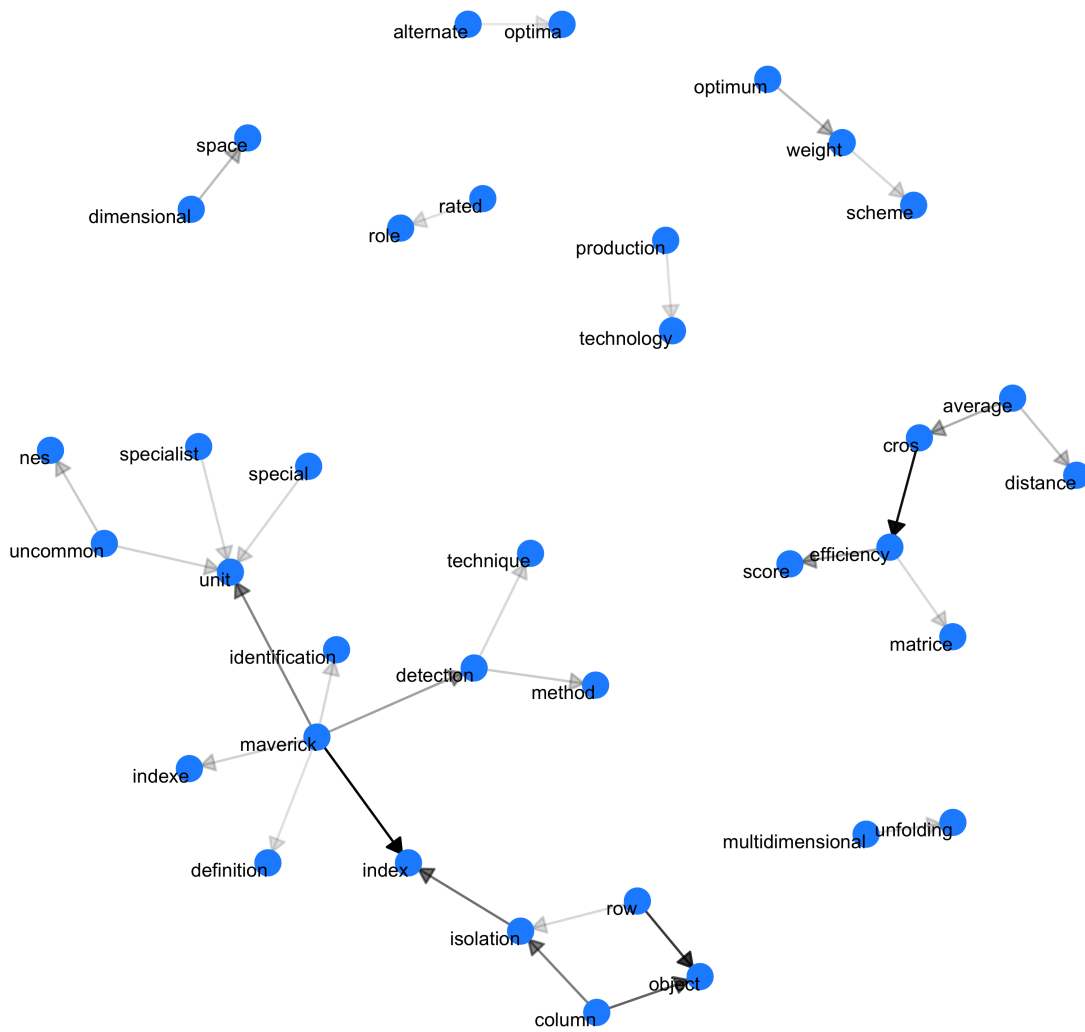 alternate
optima
optimum
space
weight
dimensional
rated
scheme
role
production
technology
average
cros
nes
specialist
special
distance
uncommon
technique
efficiency
unit
score
identification
matrice
detection
method
maverick
indexe
multidimensional
unfolding
definition
index
row
isolation
object
column